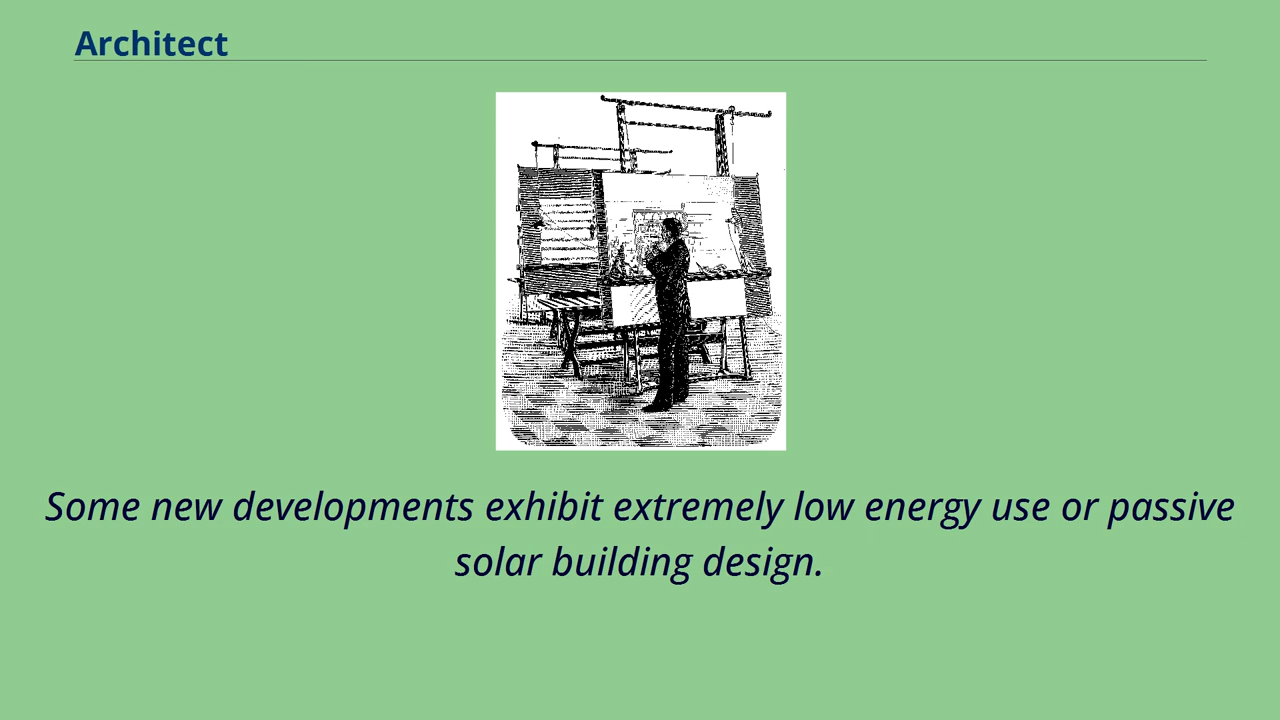 Architect
Some new developments exhibit extremely low energy use or passive
solar building design.